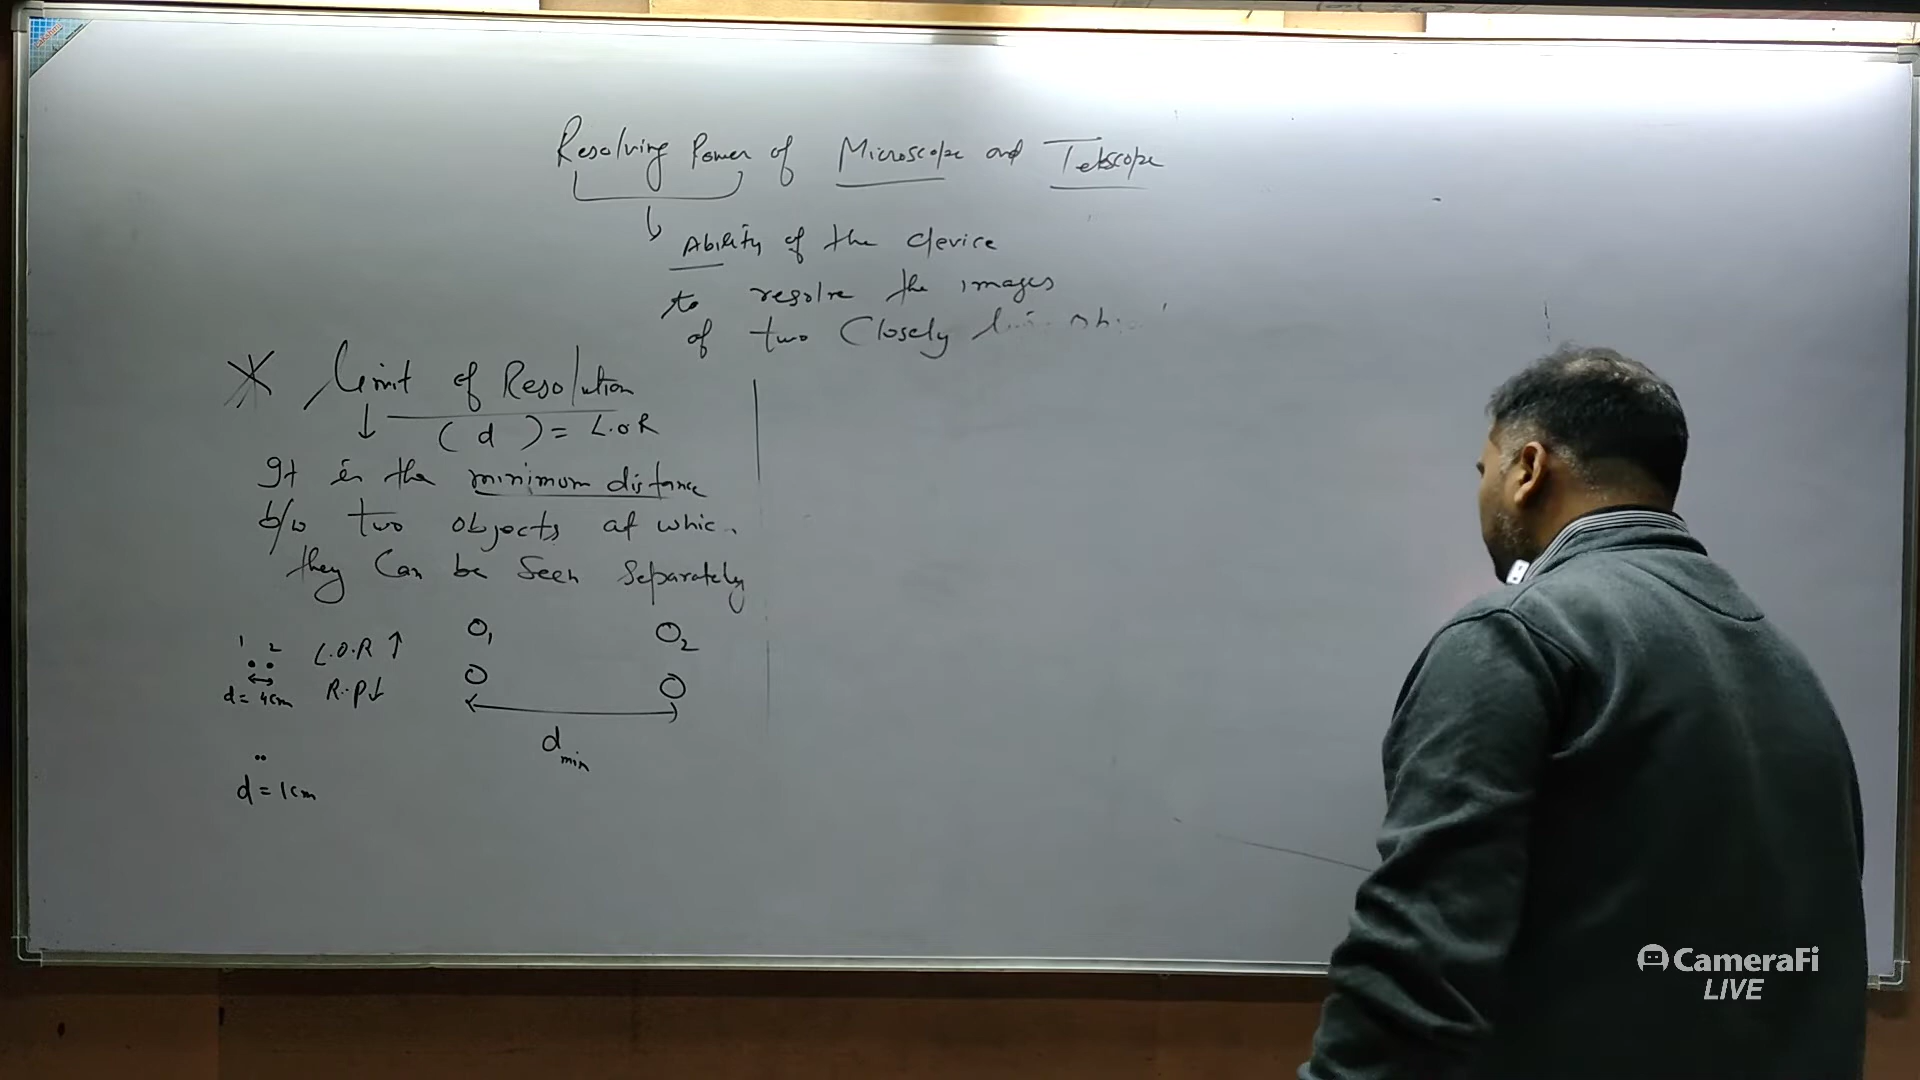 Resolving Power of Microscope and Telescope
Ability of the device
to resolve the images
of two Closely
Limit of Resolution
( d ) = L.O.R
It is the minimum distance
b/w two objects at whic
they Can be Seen Separately
1 2 L.O.R ↑
d = 4cm R.P↓
O1 O2
dmin
d = 1cm
CameraFi
LIVE